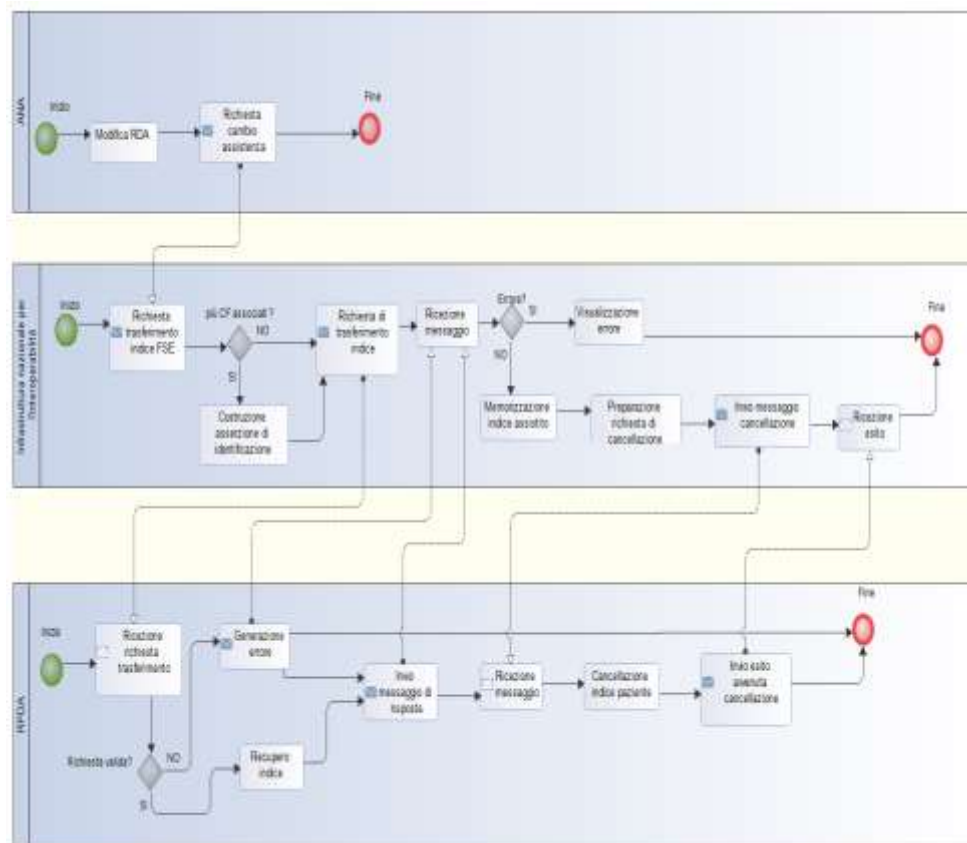 ANA
Inizio
Modifica RDA
Richiesta
cambio
assistenza
Fine
Infrastruttura nazionale per
l'interoperabilità
Inizio
Richiesta
trasferimento
indice FSE
più CF associati ?
NO
SI
Costruzione
asserzione di
identificazione
Richiesta di
trasferimento
indice
Ricezione
messaggio
Errore?
SI
NO
Visualizzazione
errore
Memorizzazione
indice assistito
Preparazione
richiesta di
cancellazione
Invio messaggio
cancellazione
Ricezione
esito
Fine
RPDA
Inizio
Ricezione
richiesta
trasferimento
Richiesta valida?
NO
SI
Generazione
errore
Recupero
indice
Invio
messaggio di
risposta
Ricezione
messaggio
Cancellazione
indice paziente
Invio esito
avvenuta
cancellazione
Fine